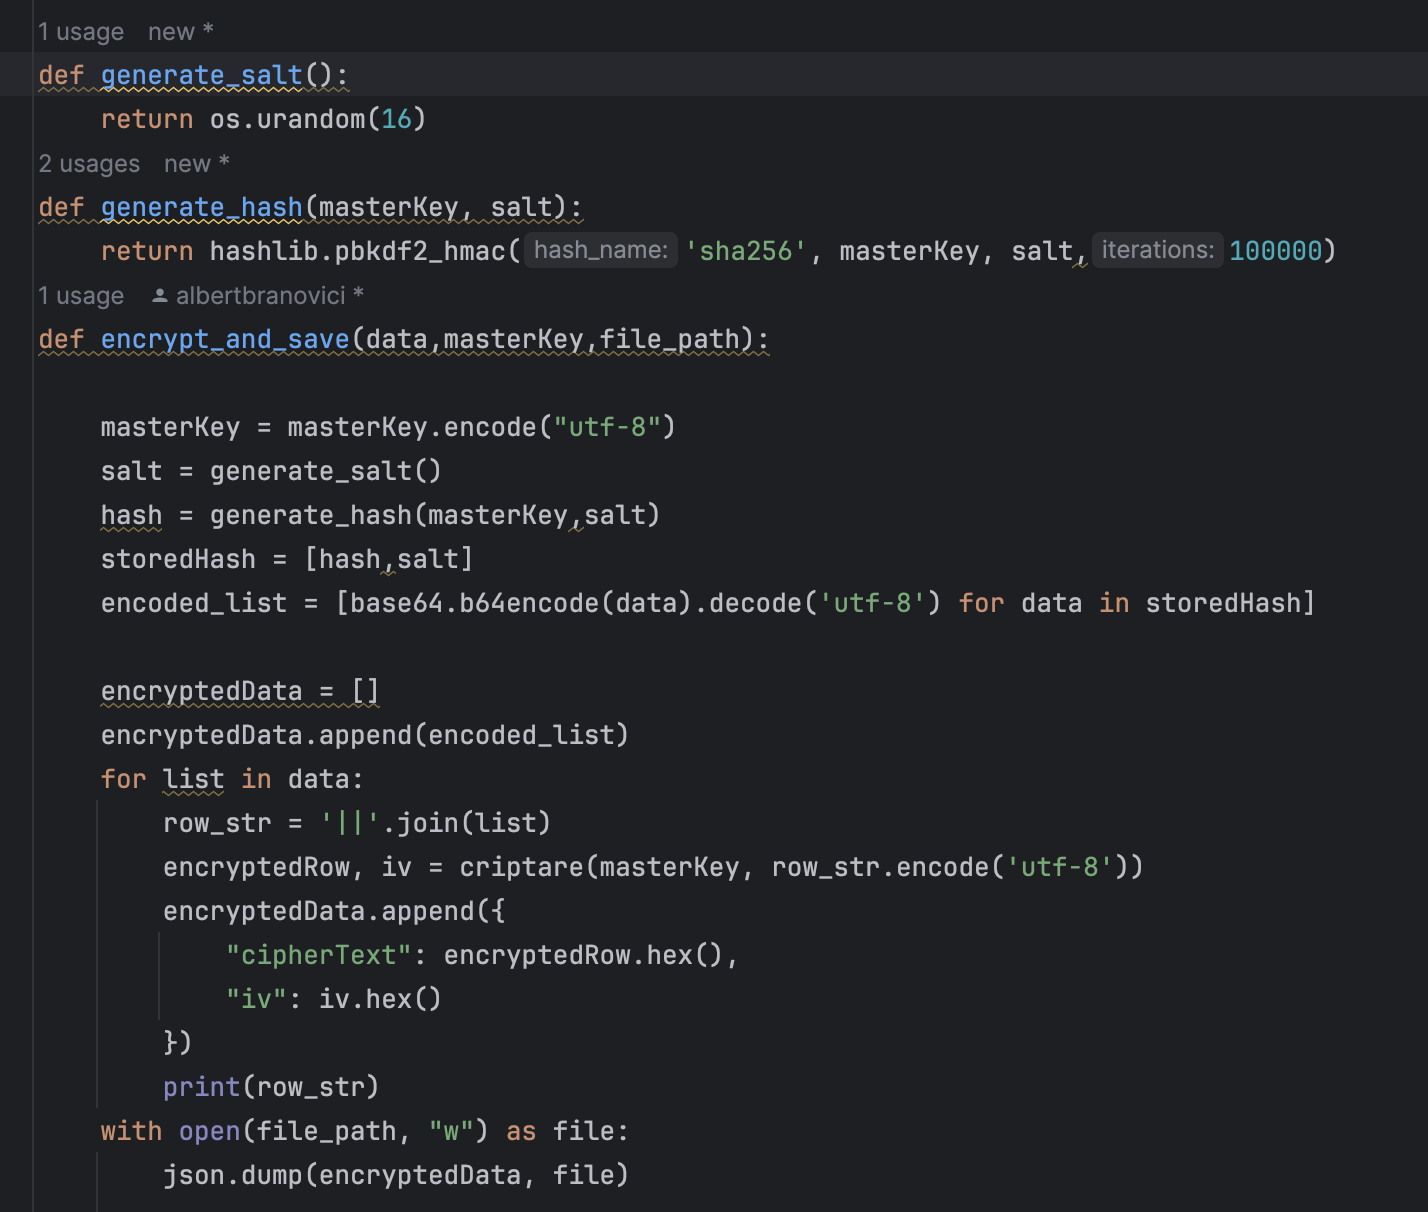 1 usage new *
def generate_salt():
    return os.urandom(16)
2 usages new *
def generate_hash(masterKey, salt):
    return hashlib.pbkdf2_hmac( hash_name: 'sha256', masterKey, salt, iterations: 100000)
1 usage albertbranovici *
def encrypt_and_save(data,masterKey,file_path):
    masterKey = masterKey.encode("utf-8")
    salt = generate_salt()
    hash = generate_hash(masterKey,salt)
    storedHash = [hash,salt]
    encoded_list = [base64.b64encode(data).decode('utf-8') for data in storedHash]
    encryptedData = []
    encryptedData.append(encoded_list)
    for list in data:
        row_str = '||'.join(list)
        encryptedRow, iv = criptare(masterKey, row_str.encode('utf-8'))
        encryptedData.append({
            "cipherText": encryptedRow.hex(),
            "iv": iv.hex()
        })
        print(row_str)
    with open(file_path, "w") as file:
        json.dump(encryptedData, file)